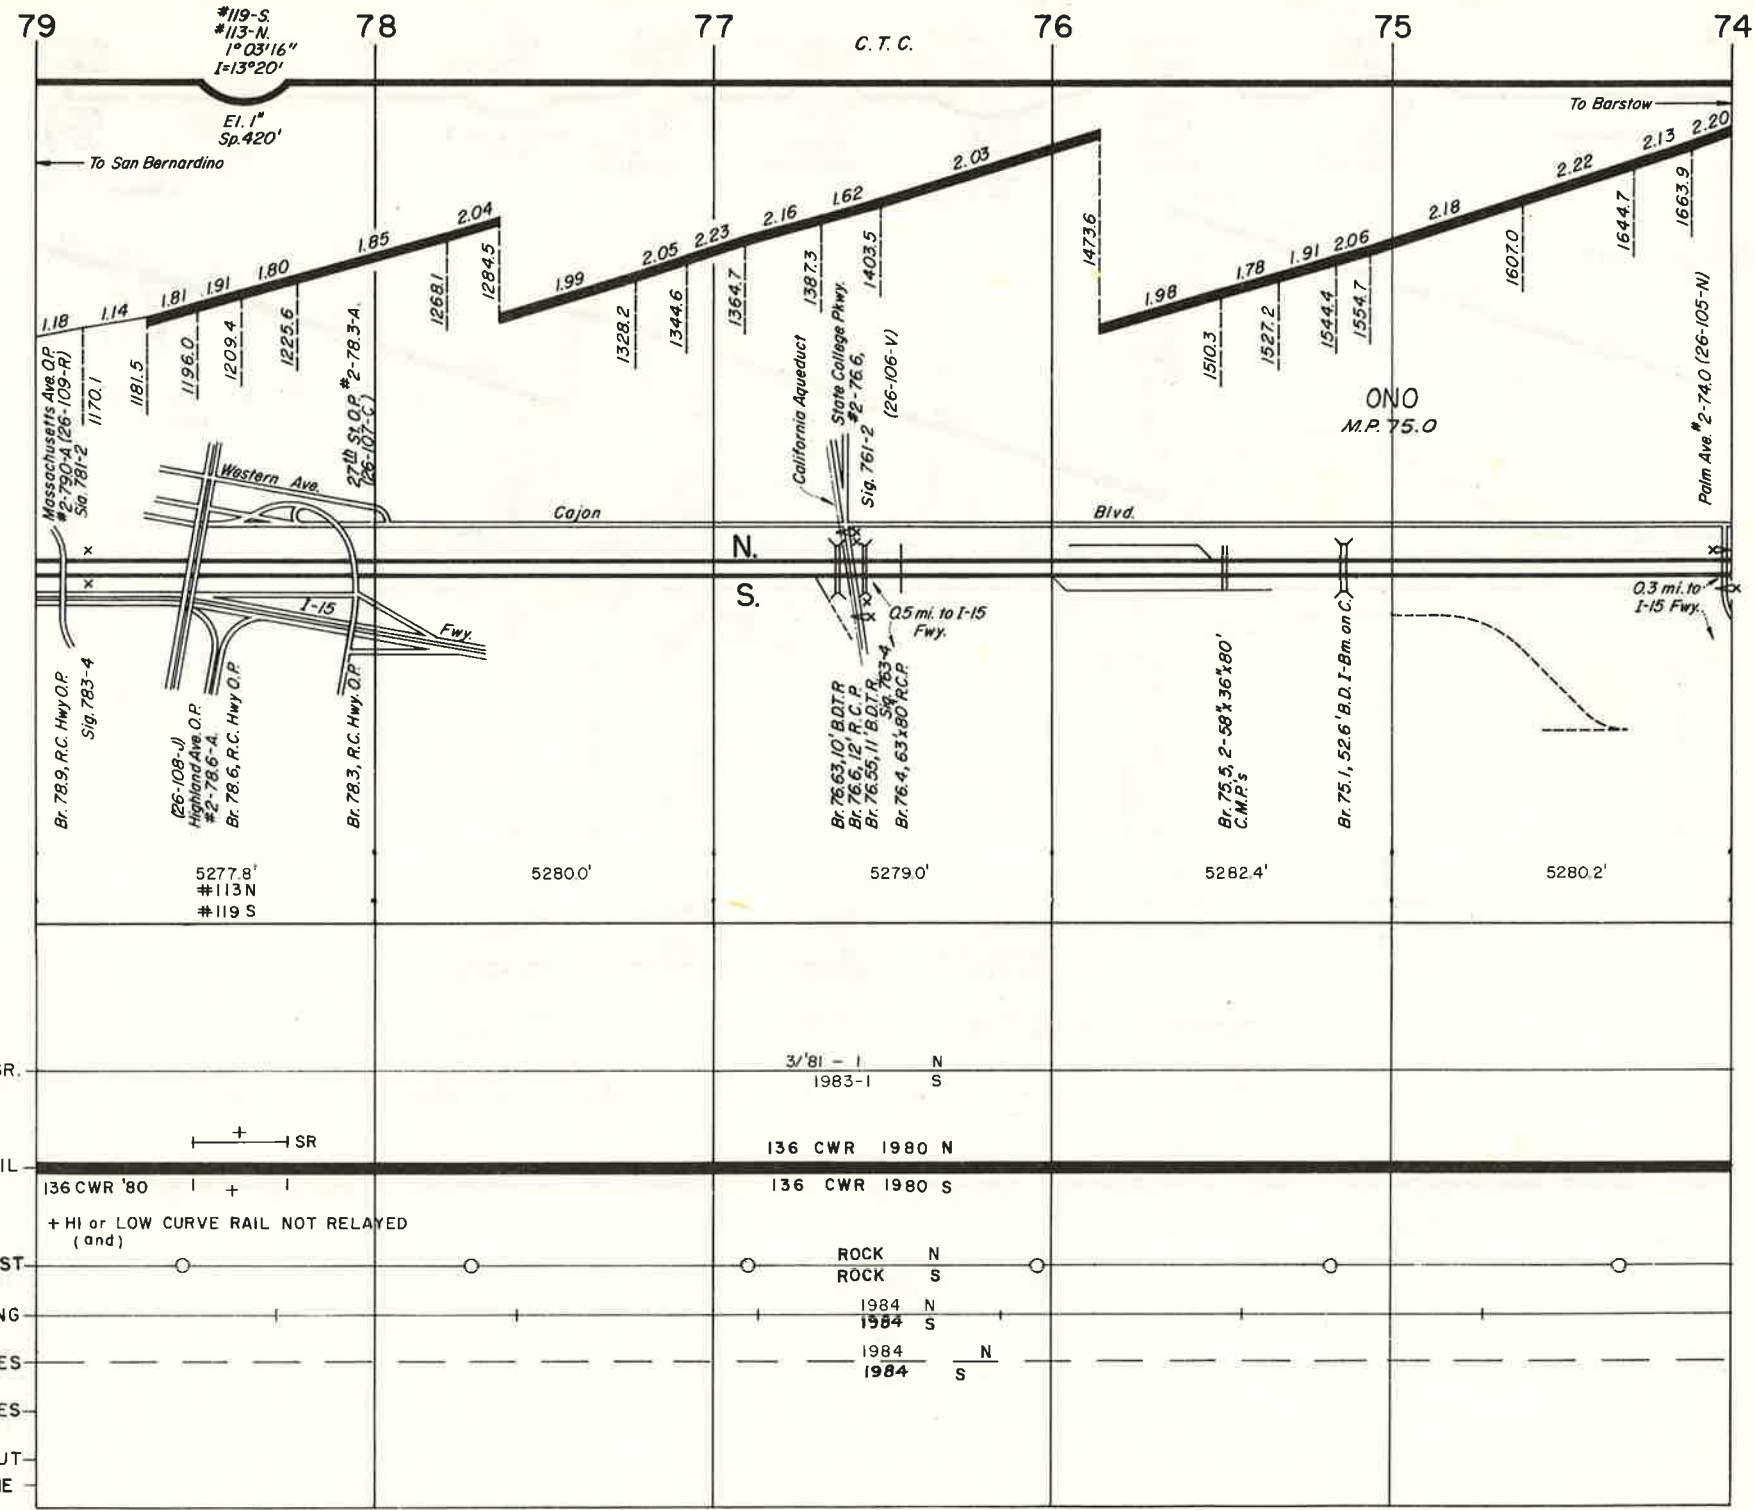 79
78
77
76
75
74
#119-S.
#113-N.
1°03'16"
I=13°20'
C. T. C.
El. 1"
Sp. 420'
To San Bernardino
To Barstow
1.18
1.14
1.81
1.91
1.80
1.85
2.04
1.99
2.05
2.23
2.16
1.62
2.03
1.98
1.78
1.91
2.06
2.18
2.22
2.13
2.20
1170.1
1181.5
1196.0
1209.4
1225.6
1268.1
1284.5
1328.2
1344.6
1364.7
1387.3
1403.5
1473.6
1510.3
1527.2
1544.4
1554.7
1607.0
1644.7
1663.9
Massachusetts Ave. O.P.
#2-79.0-A (26-109-R)
Sig. 781-2
27th St. O.P. #2-78.3-A.
(26-107-C)
California Aqueduct
State College Pkwy.
#2-76.6,
(26-106-V)
Sig. 761-2
ONO
M.P. 75.0
Palm Ave. #2-74.0 (26-105-N)
Western Ave.
Cajon
Blvd.
N.
S.
I-15
Fwy.
0.5 mi. to I-15
Fwy.
0.3 mi. to
I-15 Fwy.
Br. 78.9, R.C. Hwy O.P.
Sig. 783-4
(26-108-J)
Highland Ave. O.P.
#2-78.6-A.
Br. 78.6, R.C. Hwy O.P.
Br. 78.3, R.C. Hwy. O.P.
Br. 76.63, 10' B.D.T.R
Br. 76.6, 12' R.C.P.
Br. 76.55, 11' B.D.T.R.
Sig. 763-4
Br. 76.4, 63'x80' R.C.P.
Br. 75.5, 2-58"x36"x80'
C.M.P.'s
Br. 75.1, 52.6' B.D. I-Bm. on C.
5277.8'
#113N
#119 S
5280.0'
5279.0'
5282.4'
5280.2'
SR.
3/'81 - 1 N
1983-1 S
+ SR
136 CWR 1980 N
IL
136 CWR '80 + 136 CWR 1980 S
+ HI or LOW CURVE RAIL NOT RELAYED
(and)
ROCK N
ST
ROCK S
1984 N
NG
1984 S
1984 N
ES
1984 S
ES
UT
NE